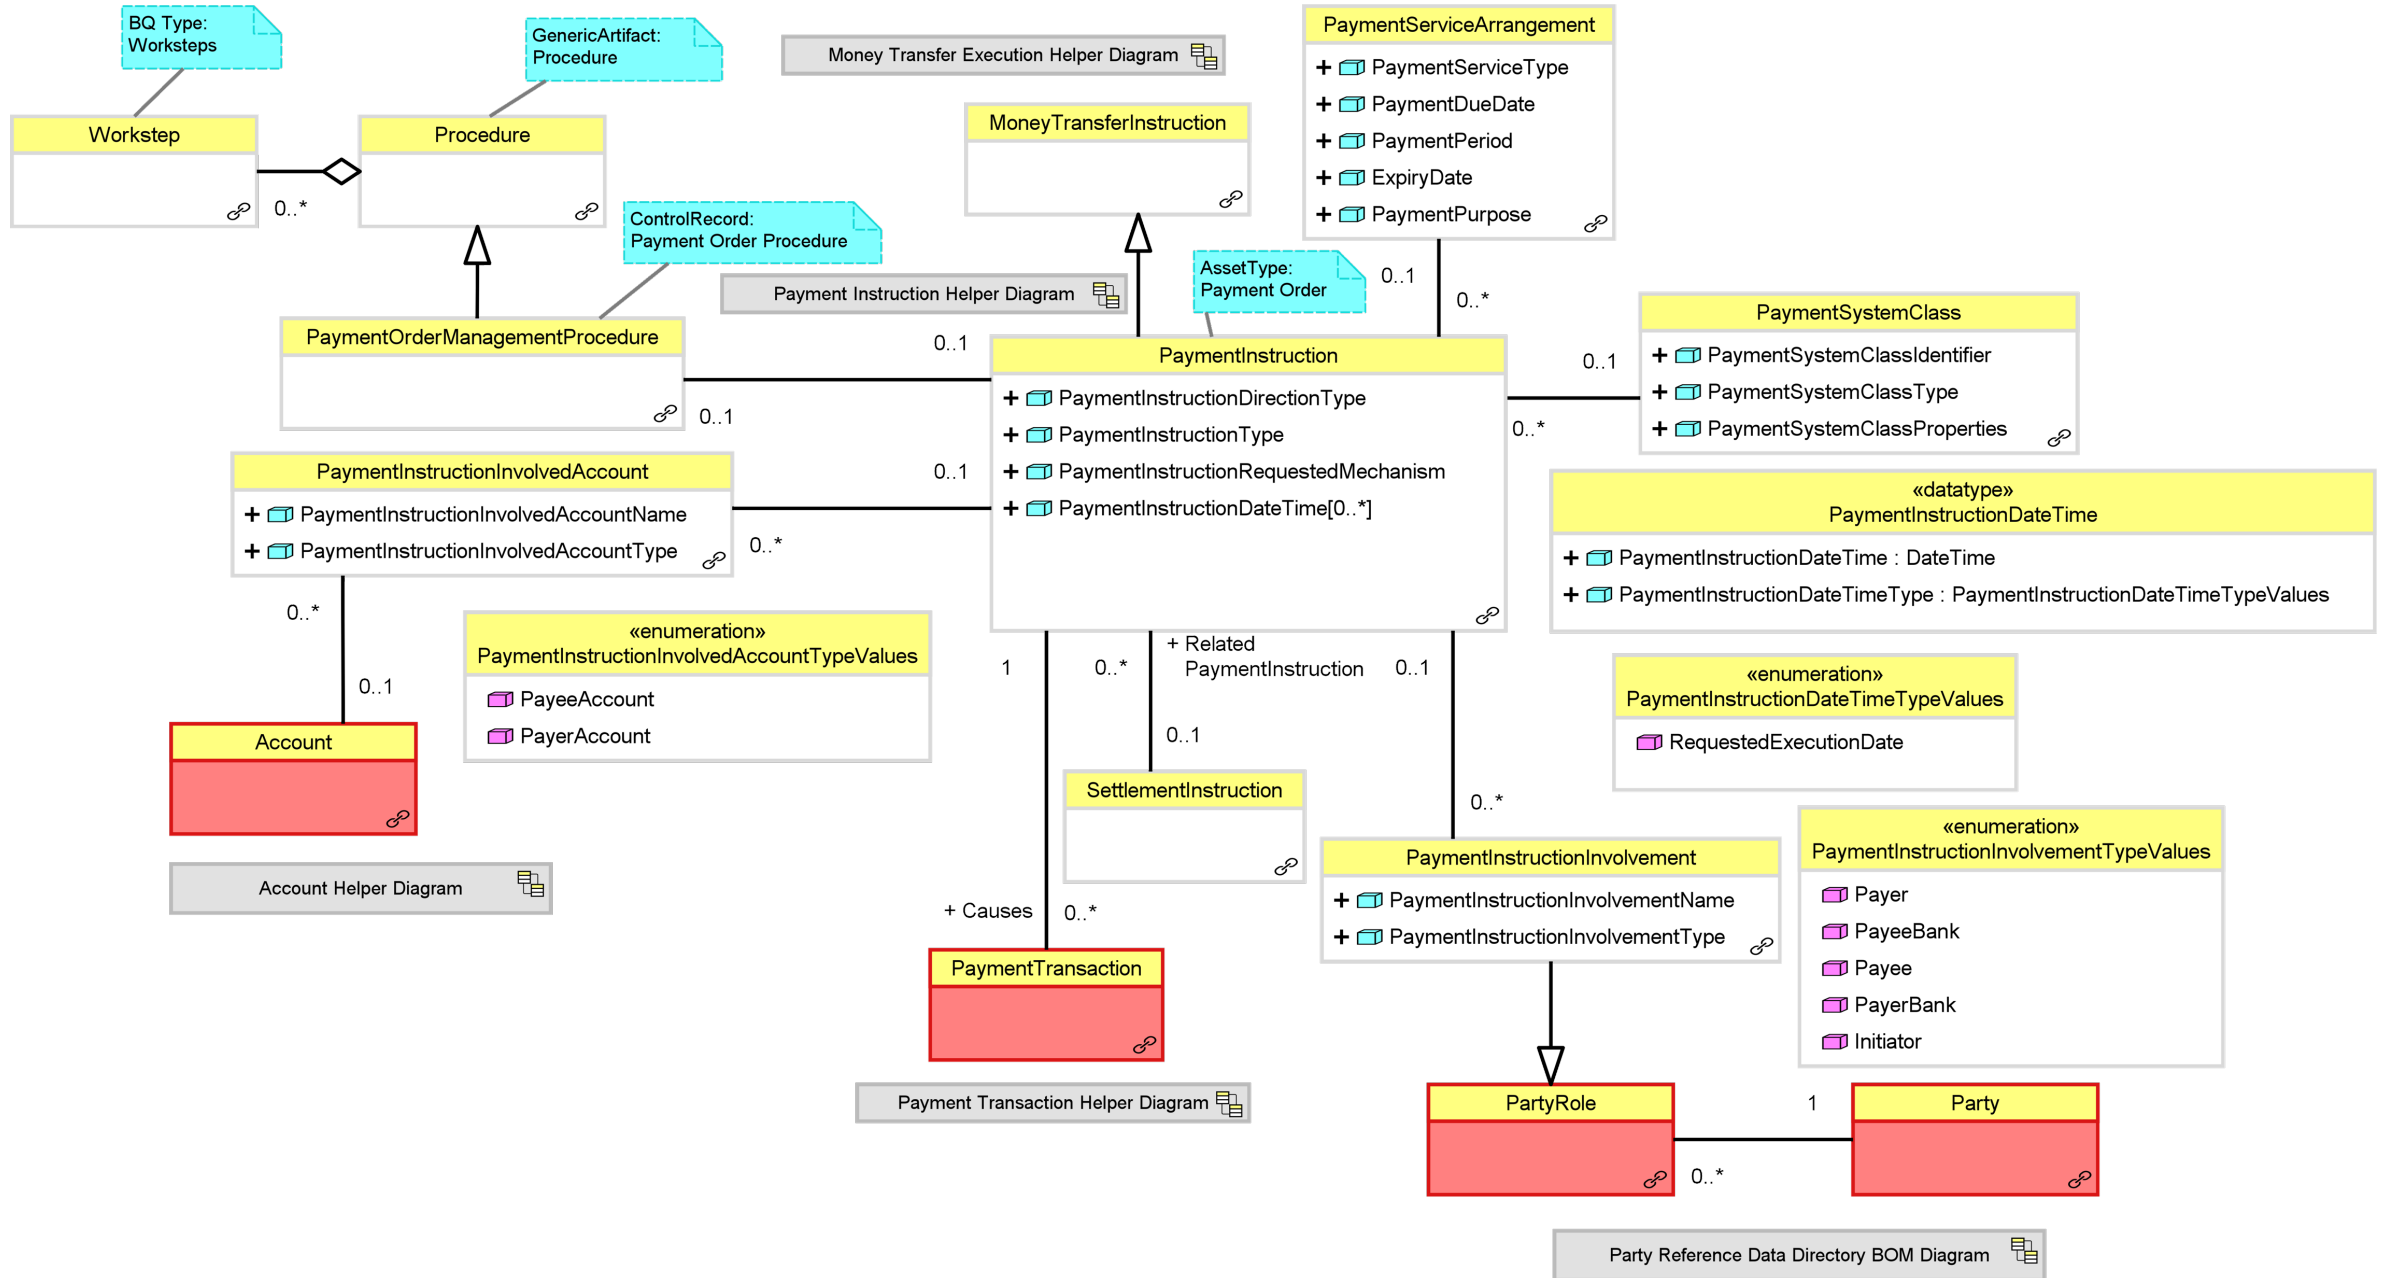 BQ Type:
Worksteps
GenericArtifact:
Procedure
Money Transfer Execution Helper Diagram
PaymentServiceArrangement
+ PaymentServiceType
+ PaymentDueDate
+ PaymentPeriod
+ ExpiryDate
+ PaymentPurpose
Workstep
0..*
Procedure
MoneyTransferInstruction
ControlRecord:
Payment Order Procedure
Payment Instruction Helper Diagram
AssetType:
Payment Order
0..1
0..*
PaymentOrderManagementProcedure
0..1
0..1
PaymentInstruction
+ PaymentInstructionDirectionType
+ PaymentInstructionType
+ PaymentInstructionRequestedMechanism
+ PaymentInstructionDateTime[0..*]
0..1
0..*
PaymentSystemClass
+ PaymentSystemClassIdentifier
+ PaymentSystemClassType
+ PaymentSystemClassProperties
PaymentInstructionInvolvedAccount
+ PaymentInstructionInvolvedAccountName
+ PaymentInstructionInvolvedAccountType
0..1
0..*
«datatype»
PaymentInstructionDateTime
+ PaymentInstructionDateTime : DateTime
+ PaymentInstructionDateTimeType : PaymentInstructionDateTimeTypeValues
0..*
0..1
«enumeration»
PaymentInstructionInvolvedAccountTypeValues
PayeeAccount
PayerAccount
1
0..*
+ Related
PaymentInstruction
0..1
0..1
0..*
«enumeration»
PaymentInstructionDateTimeTypeValues
RequestedExecutionDate
Account
SettlementInstruction
PaymentInstructionInvolvement
+ PaymentInstructionInvolvementName
+ PaymentInstructionInvolvementType
«enumeration»
PaymentInstructionInvolvementTypeValues
Payer
PayeeBank
Payee
PayerBank
Initiator
Account Helper Diagram
+ Causes
0..*
PaymentTransaction
Payment Transaction Helper Diagram
PartyRole
1
0..*
Party
Party Reference Data Directory BOM Diagram